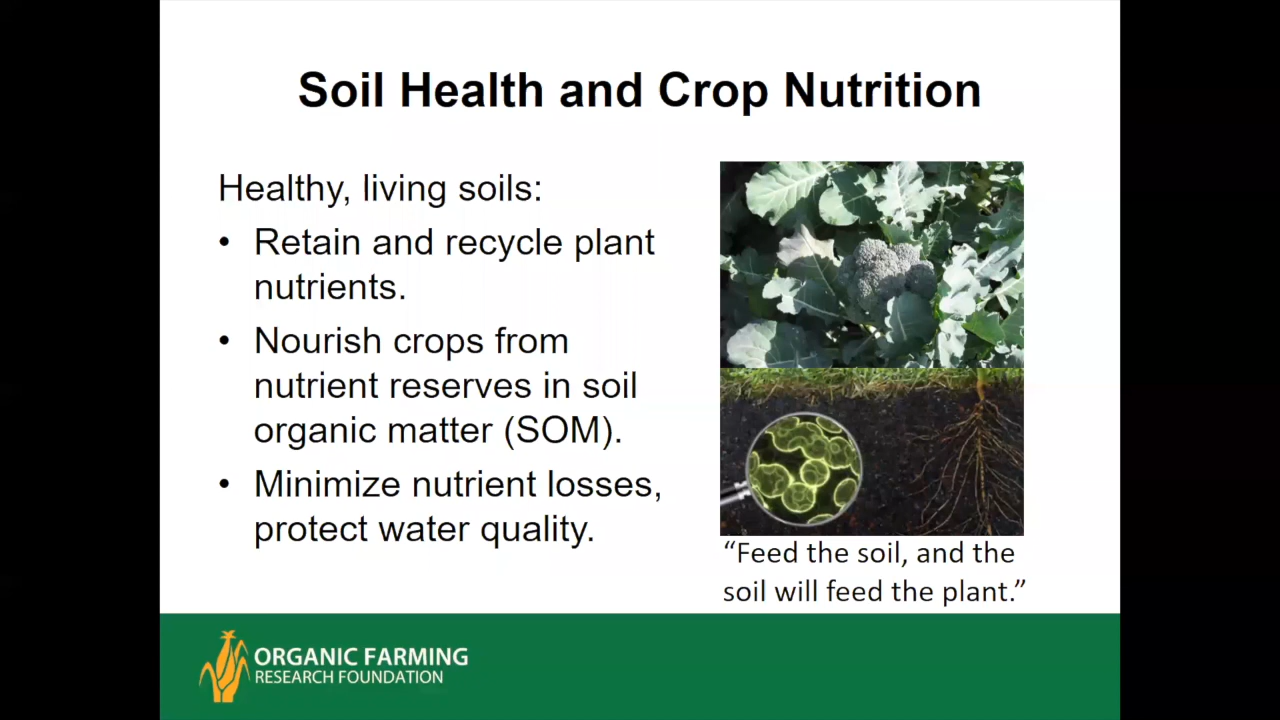 Soil Health and Crop Nutrition
Healthy, living soils:
• Retain and recycle plant
nutrients.
• Nourish crops from
nutrient reserves in soil
organic matter (SOM).
• Minimize nutrient losses,
protect water quality.
“Feed the soil, and the
soil will feed the plant.”
ORGANIC FARMING
RESEARCH FOUNDATION